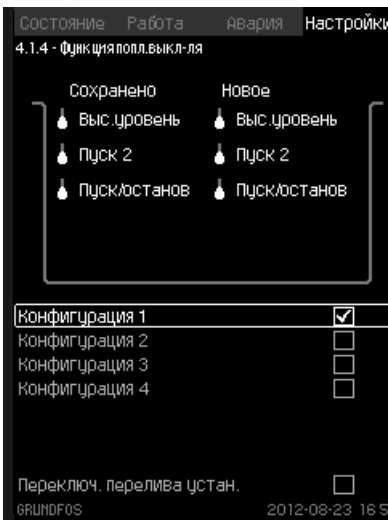 Состояние Работа Авария Настройки
4.1.4 - Функция попл.выкл-ля
Сохранено Новое
Выс.уровень Выс.уровень
Пуск 2 Пуск 2
Пуск/останов Пуск/останов
Конфигурация 1
Конфигурация 2
Конфигурация 3
Конфигурация 4
Переключ. перелива устан.
GRUNDFOS 2012-08-23 16:5